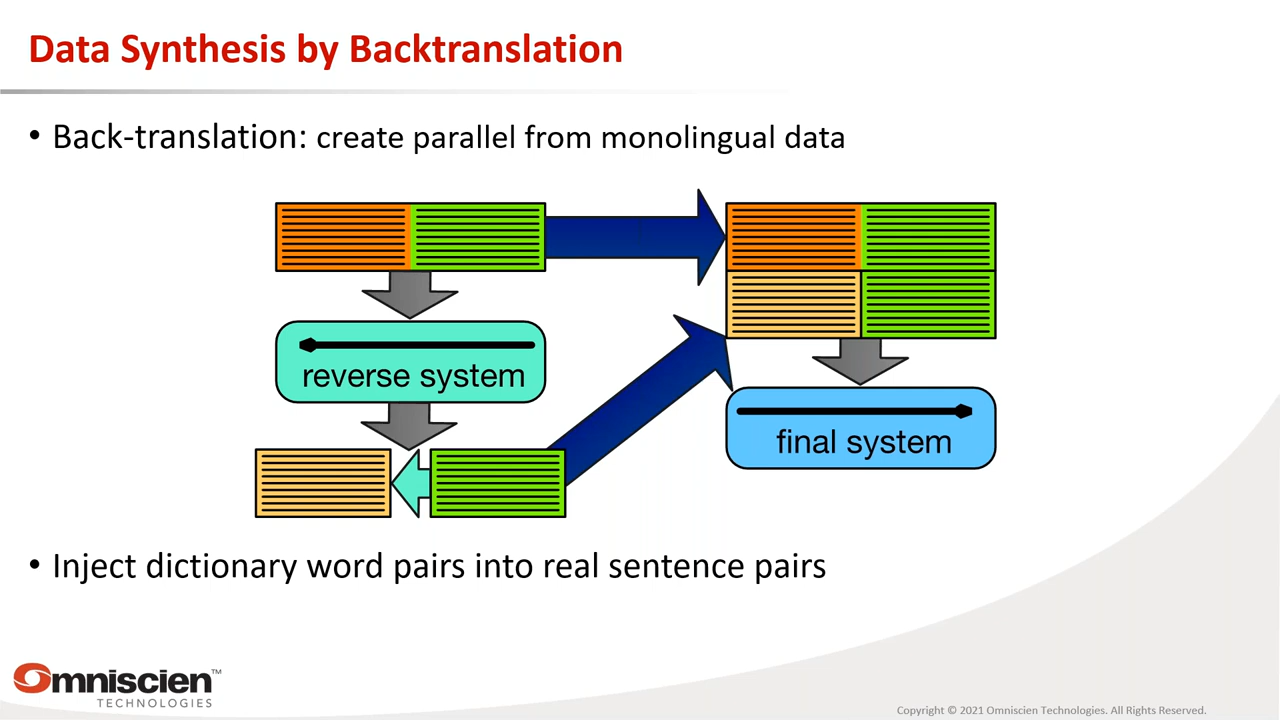 Data Synthesis by Backtranslation
• Back-translation: create parallel from monolingual data
reverse system
final system
• Inject dictionary word pairs into real sentence pairs
Omniscien™
TECHNOLOGIES
Copyright © 2021 Omniscien Technologies. All Rights Reserved.